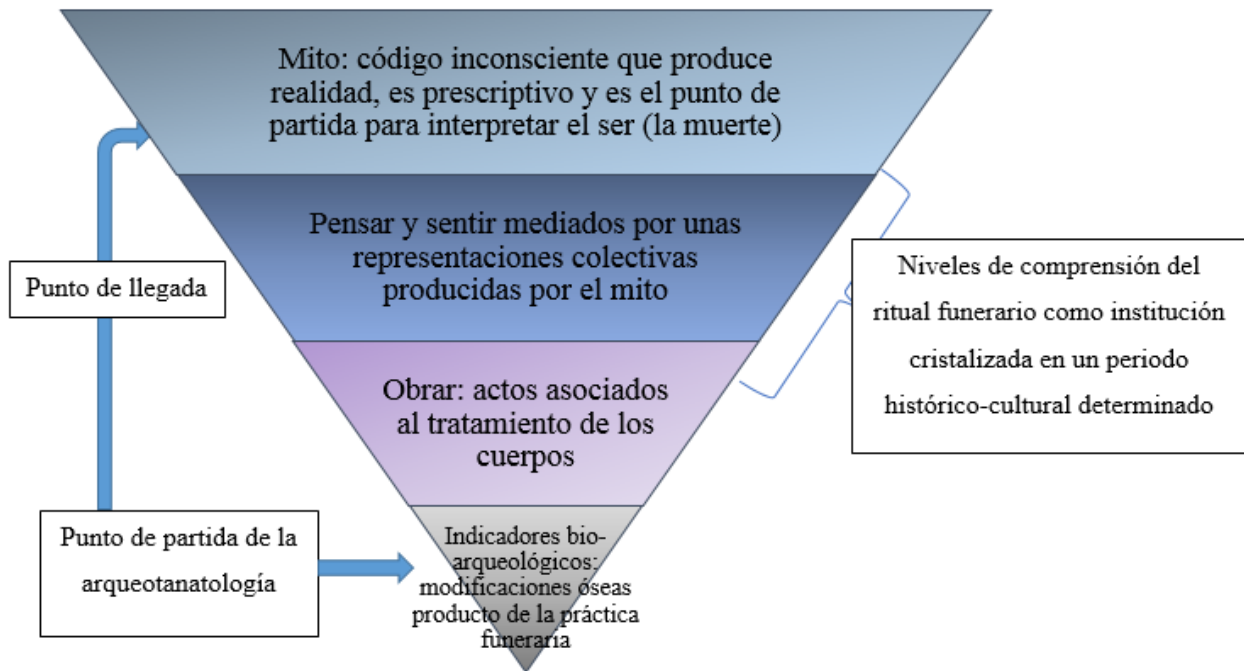 Mito: código inconsciente que produce
realidad, es prescriptivo y es el punto de
partida para interpretar el ser (la muerte)
Pensar y sentir mediados por unas
representaciones colectivas
producidas por el mito
Obrar: actos asociados
al tratamiento de los
cuerpos
Indicadores bio-
arqueológicos:
modificaciones óseas
producto de la práctica
funeraria
Punto de llegada
Punto de partida de la
arqueotanatología
Niveles de comprensión del
ritual funerario como institución
cristalizada en un periodo
histórico-cultural determinado